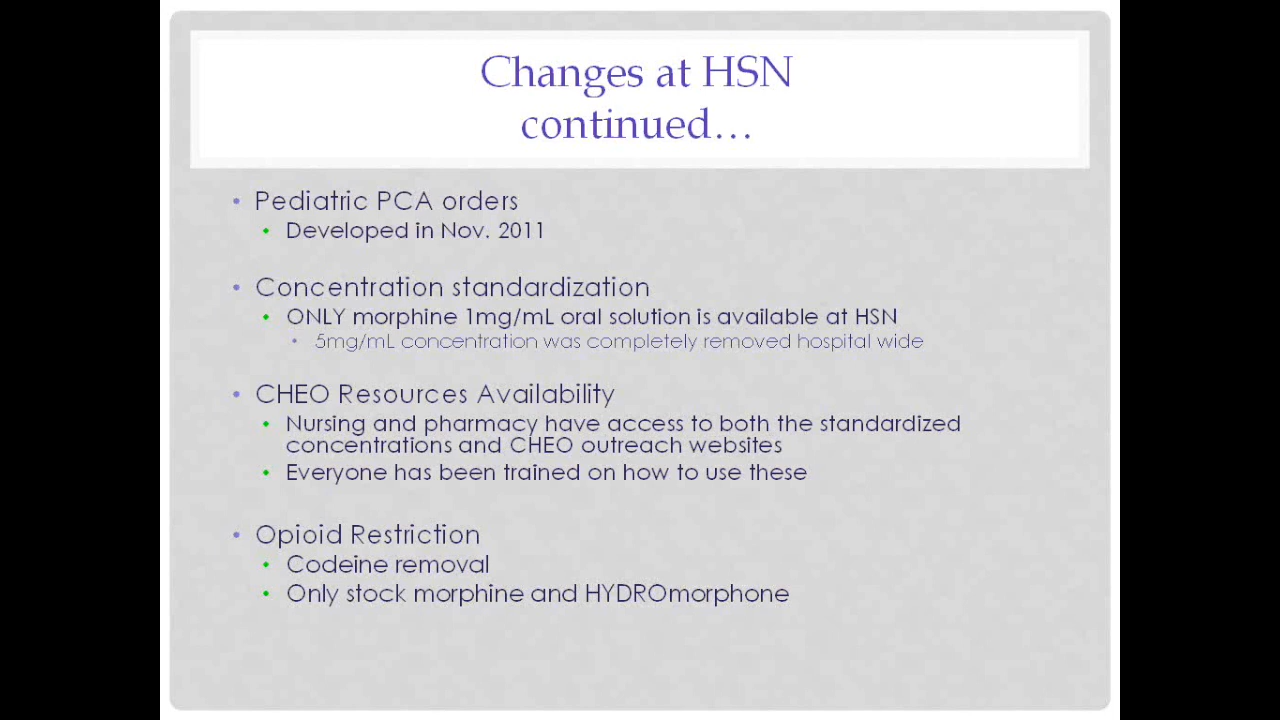 Changes at HSN
continued…
• Pediatric PCA orders
• Developed in Nov. 2011
• Concentration standardization
• ONLY morphine 1mg/mL oral solution is available at HSN
• 5mg/mL concentration was completely removed hospital wide
• CHEO Resources Availability
• Nursing and pharmacy have access to both the standardized
concentrations and CHEO outreach websites
• Everyone has been trained on how to use these
• Opioid Restriction
• Codeine removal
• Only stock morphine and HYDROmorphone